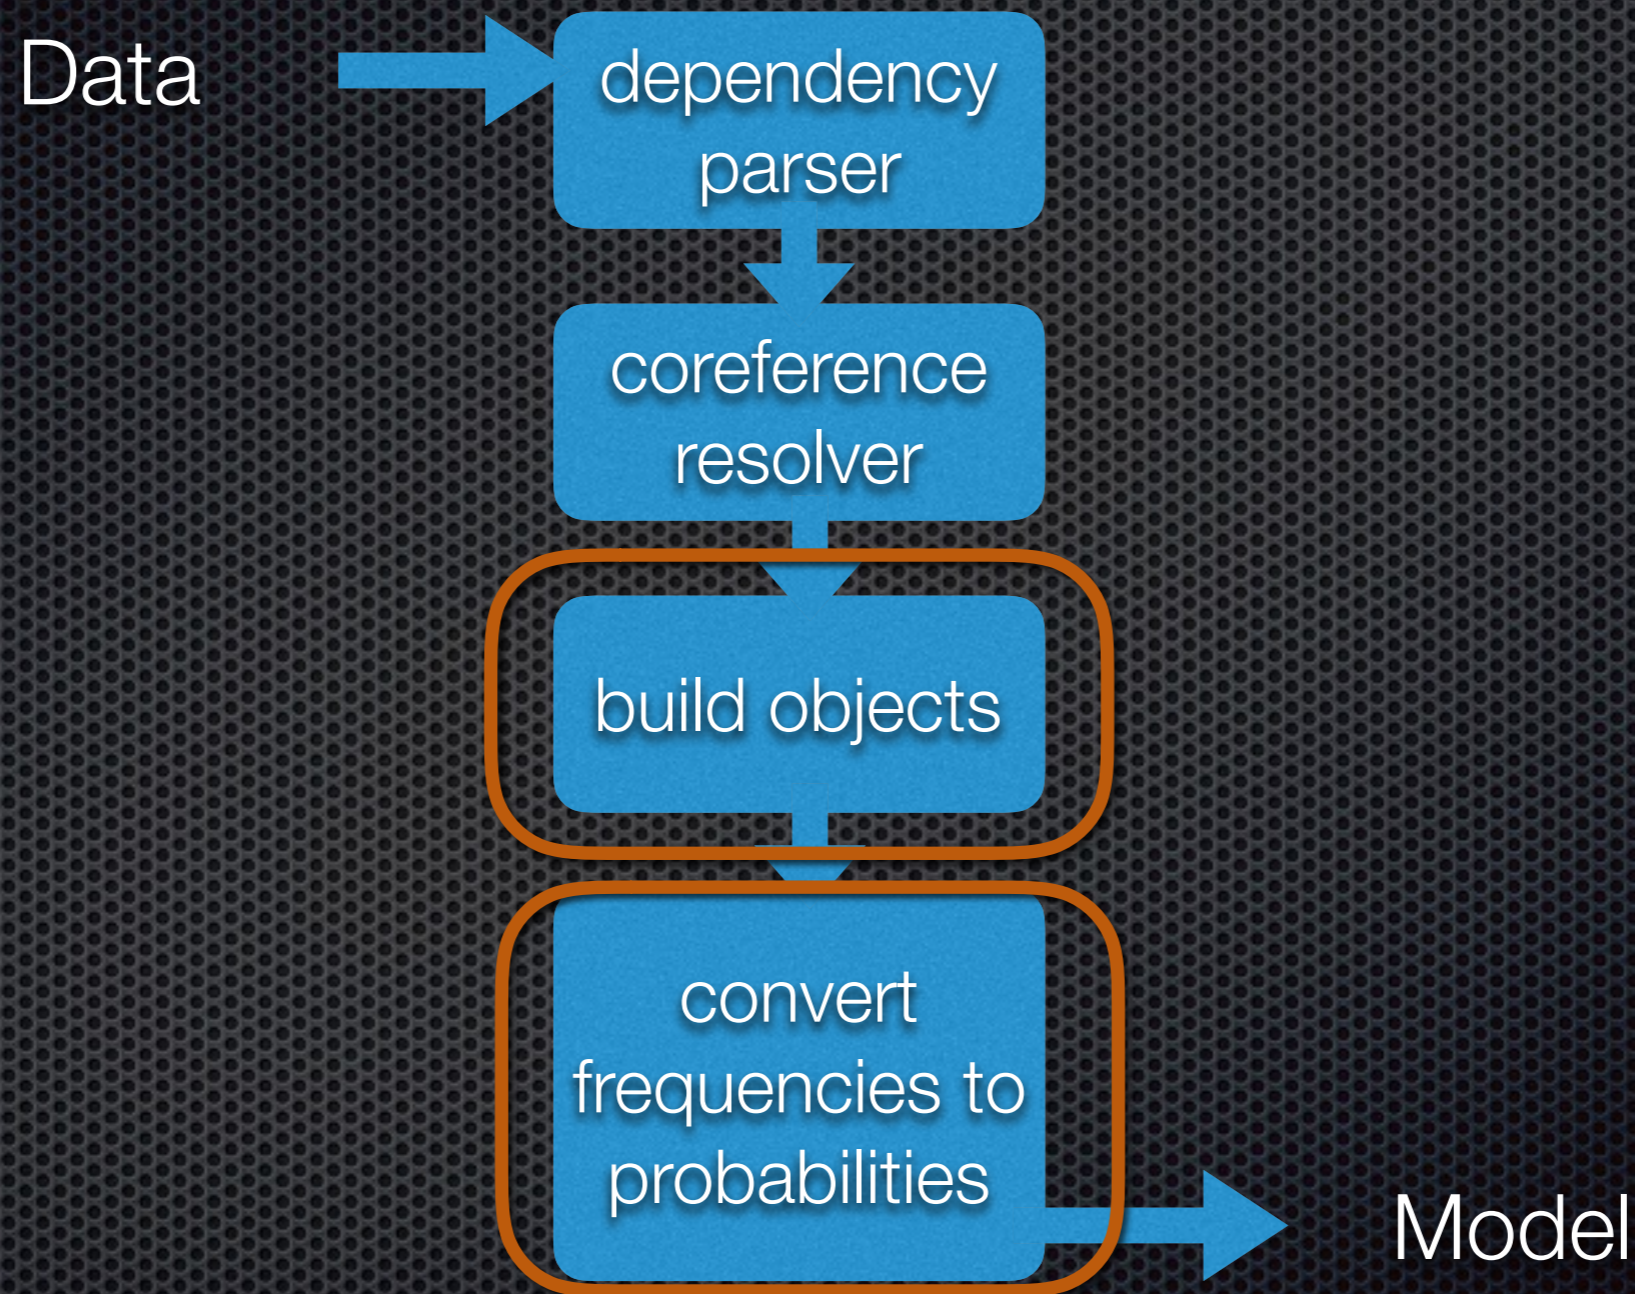 Data
dependency
parser
coreference
resolver
build objects
convert
frequencies to
probabilities
Model